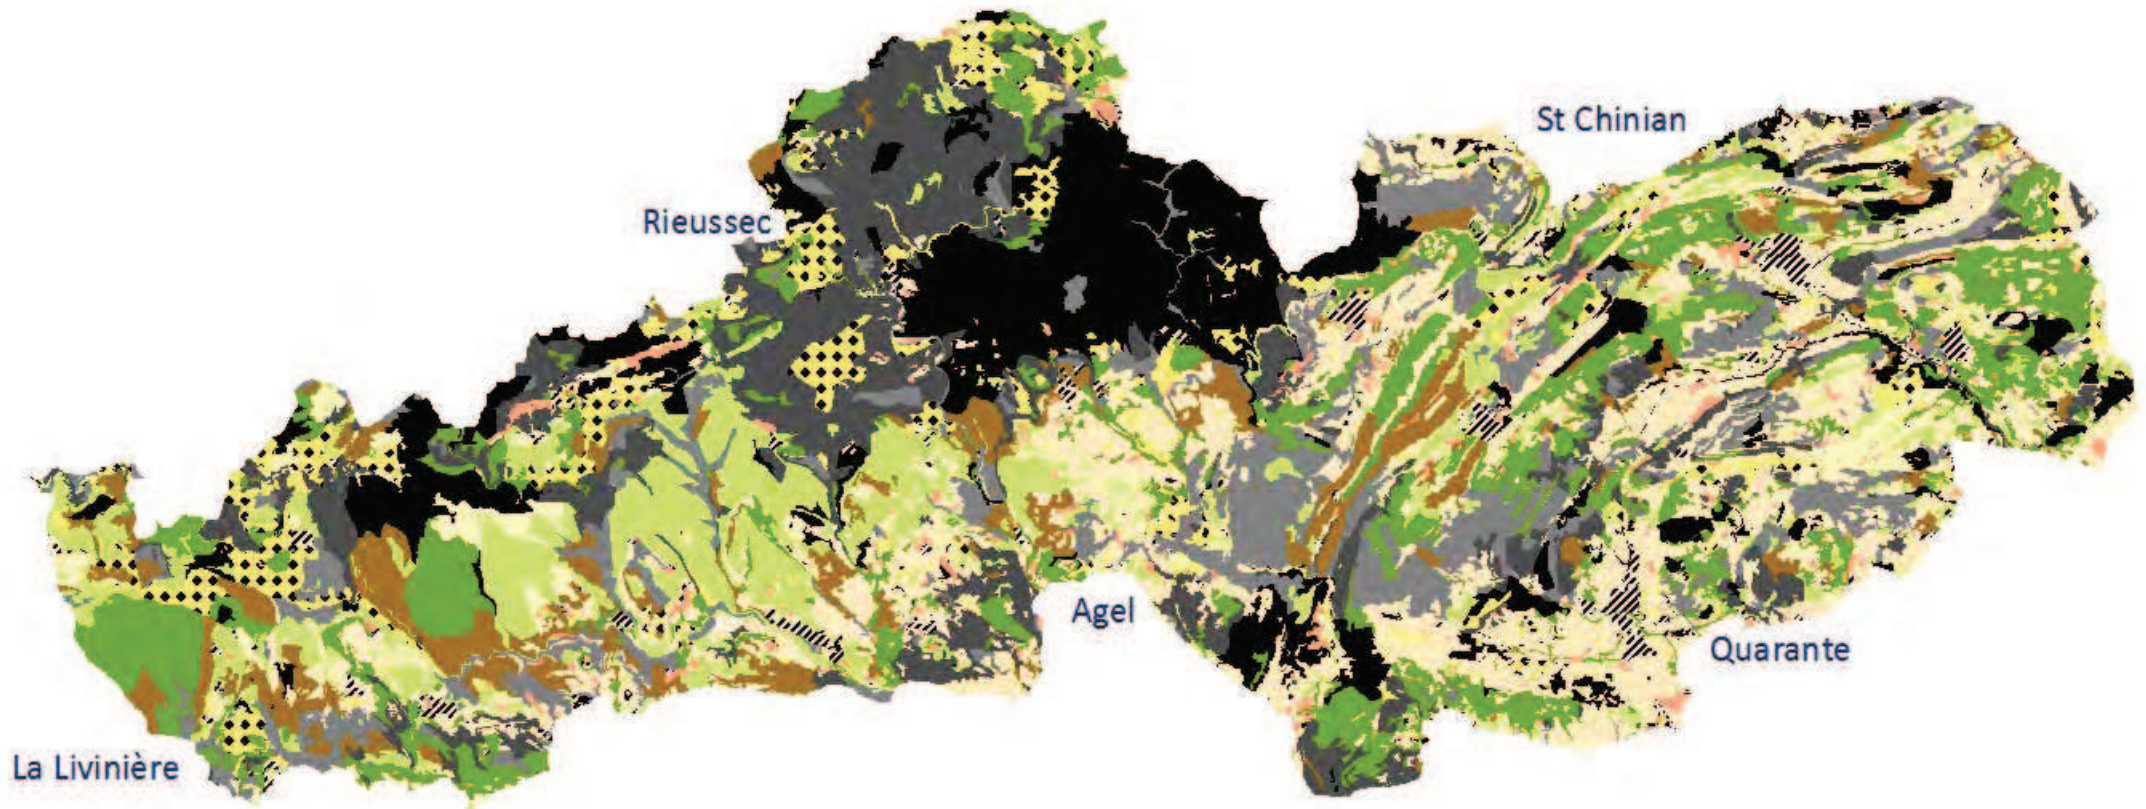 St Chinian
Rieussec
Agel
Quarante
La Livinière